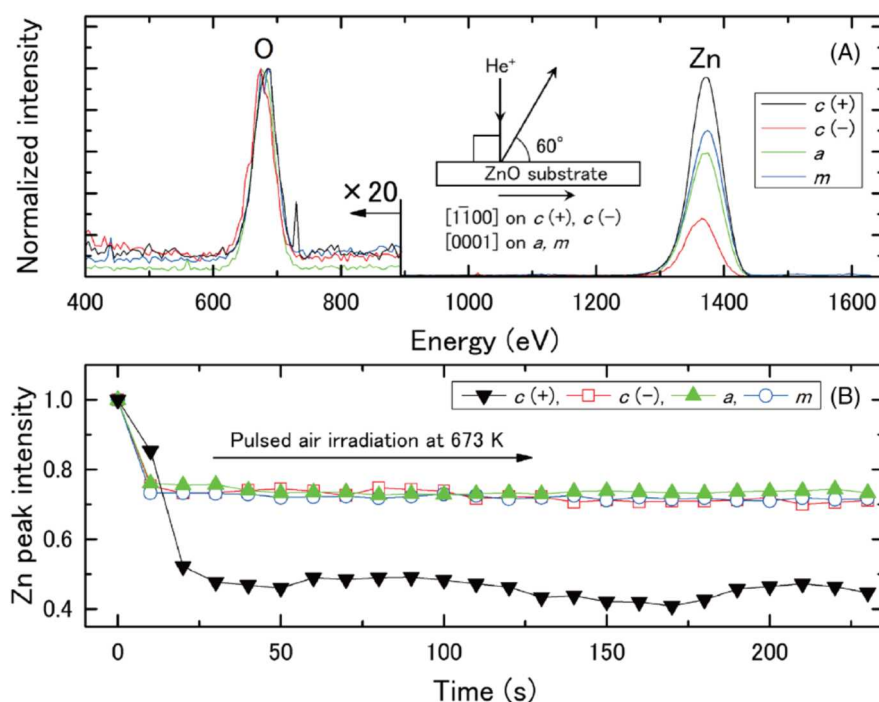 Normalized intensity
O
Zn
(A)
He⁺
60°
ZnO substrate
[11̄00] on c(+), c(−)
[0001] on a, m
× 20
c (+)
c (−)
a
m
400 600 800 1000 1200 1400 1600
Energy (eV)
Zn peak intensity
1.0
0.8
0.6
0.4
c (+), c (−), a, m
(B)
Pulsed air irradiation at 673 K
0 50 100 150 200
Time (s)